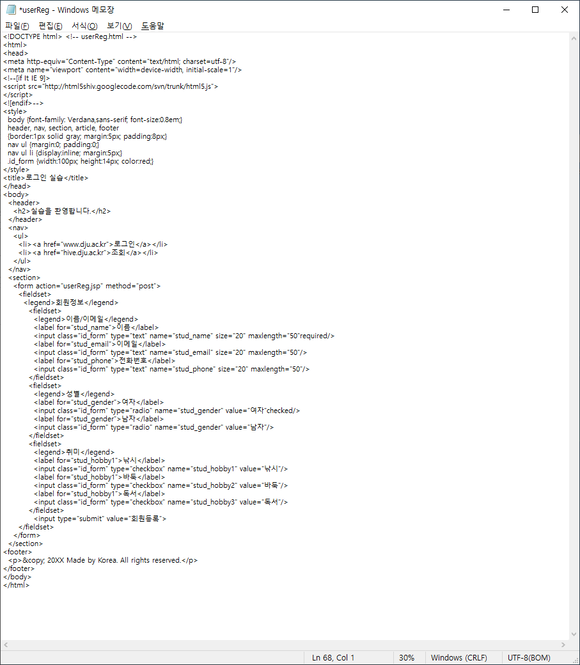 *userReg - Windows 메모장
파일(F) 편집(E) 서식(O) 보기(V) 도움말
<!DOCTYPE html> <!-- userReg.html -->
<html>
<head>
<meta http-equiv="Content-Type" content="text/html; charset=utf-8"/>
<meta name="viewport" content="width=device-width, initial-scale=1"/>
<!--[if lt IE 9]>
<script src="http://html5shiv.googlecode.com/svn/trunk/html5.js">
</script>
<![endif]-->
<style>
body {font-family: Verdana,sans-serif; font-size:0.8em;}
header, nav, section, article, footer
{border:1px solid gray; margin:5px; padding:8px;}
nav ul {margin:0; padding:0;}
nav ul li {display:inline; margin:5px;}
.id_form {width:100px; height:14px; color:red;}
</style>
<title>로그인 실습</title>
</head>
<body>
<header>
<h2>실습을 환영합니다.</h2>
</header>
<nav>
<ul>
<li><a href="www.dju.ac.kr">로그인</a></li>
<li><a href="hive.dju.ac.kr">조회</a></li>
</ul>
</nav>
<section>
<form action="userReg.jsp" method="post">
<fieldset>
<legend>회원정보</legend>
<fieldset>
<legend>이름/이메일</legend>
<label for="stud_name">이름</label>
<input class="id_form" type="text" name="stud_name" size="20" maxlength="50"required/>
<label for="stud_email">이메일</label>
<input class="id_form" type="text" name="stud_email" size="20" maxlength="50"/>
<label for="stud_phone">전화번호</label>
<input class="id_form" type="text" name="stud_phone" size="20" maxlength="50"/>
</fieldset>
<fieldset>
<legend>성별</legend>
<label for="stud_gender">여자</label>
<input class="id_form" type="radio" name="stud_gender" value="여자"checked/>
<label for="stud_gender">남자</label>
<input class="id_form" type="radio" name="stud_gender" value="남자"/>
</fieldset>
<fieldset>
<legend>취미</legend>
<label for="stud_hobby1">낚시</label>
<input class="id_form" type="checkbox" name="stud_hobby1" value="낚시"/>
<label for="stud_hobby1">바둑</label>
<input class="id_form" type="checkbox" name="stud_hobby2" value="바둑"/>
<label for="stud_hobby1">독서</label>
<input class="id_form" type="checkbox" name="stud_hobby3" value="독서"/>
</fieldset>
<input type="submit" value="회원등록">
</fieldset>
</form>
</section>
<footer>
<p>&copy; 20XX Made by Korea. All rights reserved.</p>
</footer>
</body>
</html>
Ln 68, Col 1 30% Windows (CRLF) UTF-8(BOM)